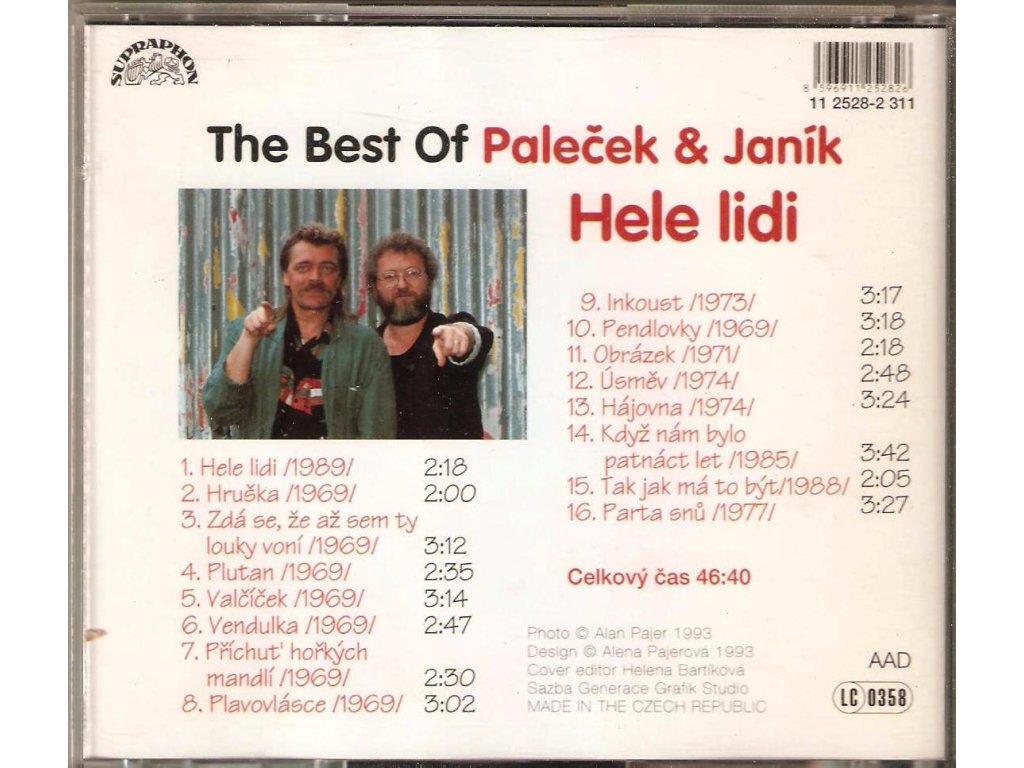 SUPRAPHON
8 596911 252826
11 2528-2 311
The Best Of Paleček & Janík
Hele lidi
1. Hele lidi /1989/ 2:18
2. Hruška /1969/ 2:00
3. Zdá se, že až sem ty
louky voní /1969/ 3:12
4. Plutan /1969/ 2:35
5. Valčíček /1969/ 3:14
6. Vendulka /1969/ 2:47
7. Příchuť hořkých
mandlí /1969/ 2:30
8. Plavovlásce /1969/ 3:02
9. Inkoust /1973/ 3:17
10. Pendlovky /1969/ 3:18
11. Obrázek /1971/ 2:18
12. Úsměv /1974/ 2:48
13. Hájovna /1974/ 3:24
14. Když nám bylo
patnáct let /1985/ 3:42
15. Tak jak má to být/1988/ 2:05
16. Parta snů /1977/ 3:27
Celkový čas 46:40
Photo © Alan Pajer 1993
Design © Alena Pajerová 1993
Cover editor Helena Bartíková
Sazba Generace Grafik Studio
MADE IN THE CZECH REPUBLIC
AAD
LC 0358